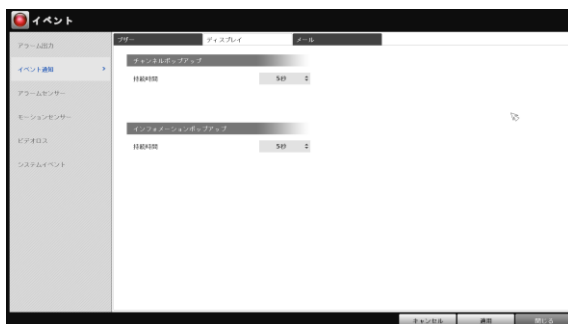 イベント
アラーム出力
イベント通知
アラームセンサー
モーションセンサー
ビデオロス
システムイベント
ブザー ディスプレイ メール
チャンネルポップアップ
持続時間 5秒
インフォメーションポップアップ
持続時間 5秒
キャンセル 適用 閉じる